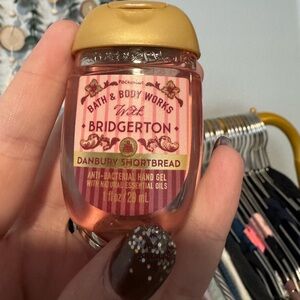 PocketBac
BATH & BODY WORKS
With
BRIDGERTON
DANBURY SHORTBREAD
ANTI-BACTERIAL HAND GEL
WITH NATURAL ESSENTIAL OILS
1 fl oz / 29 mL